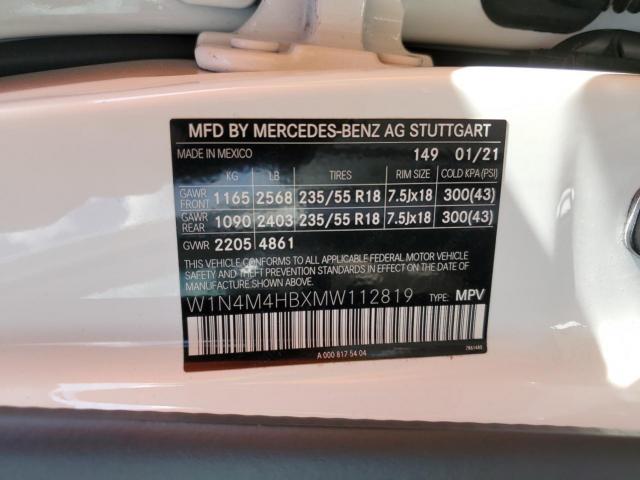 MFD BY MERCEDES-BENZ AG STUTTGART
MADE IN MEXICO 149 01/21
KG LB TIRES RIM SIZE COLD KPA(PSI)
GAWR FRONT 1165 2568 235/55 R18 7.5Jx18 300(43)
GAWR REAR 1090 2403 235/55 R18 7.5Jx18 300(43)
GVWR 2205 4861
THIS VEHICLE CONFORMS TO ALL APPLICABLE FEDERAL MOTOR VEHICLE
SAFETY AND THEFT PREVENTION STANDARDS IN EFFECT ON THE DATE
OF MANUFACTURE SHOWN ABOVE.
W1N4M4HBXMW112819 TYPE: MPV
A 000 817 54 04